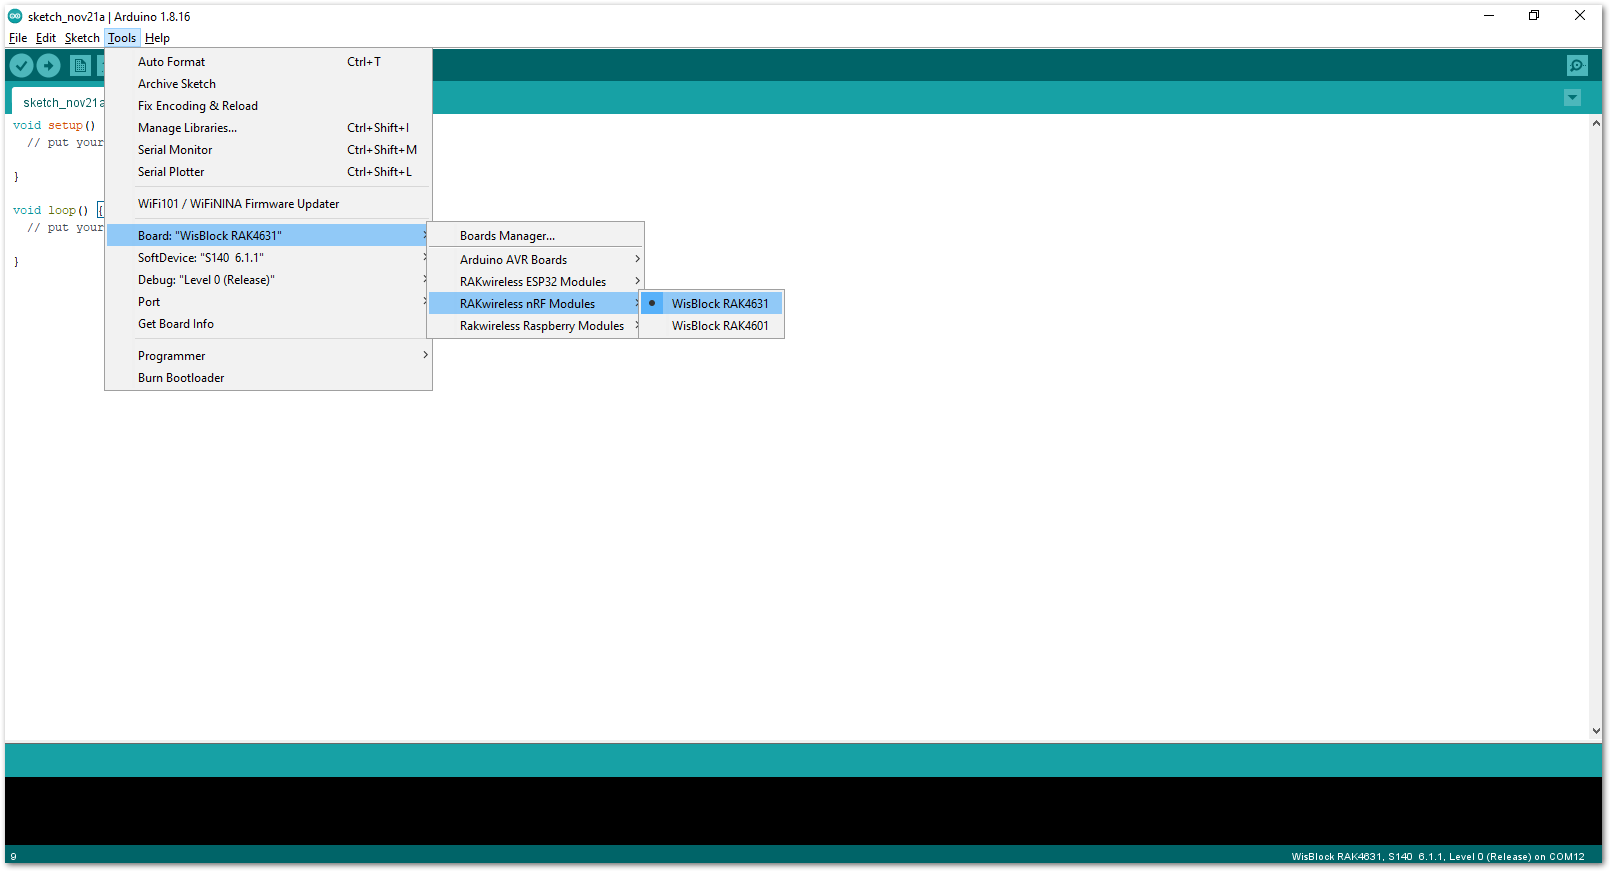 sketch_nov21a | Arduino 1.8.16
File Edit Sketch Tools Help
sketch_nov21a
void setup()
// put your
}
void loop() {
// put your
}
Auto Format Ctrl+T
Archive Sketch
Fix Encoding & Reload
Manage Libraries... Ctrl+Shift+I
Serial Monitor Ctrl+Shift+M
Serial Plotter Ctrl+Shift+L
WiFi101 / WiFiNINA Firmware Updater
Board: "WisBlock RAK4631"
SoftDevice: "S140 6.1.1"
Debug: "Level 0 (Release)"
Port
Get Board Info
Programmer
Burn Bootloader
Boards Manager...
Arduino AVR Boards
RAKwireless ESP32 Modules
RAKwireless nRF Modules
Rakwireless Raspberry Modules
WisBlock RAK4631
WisBlock RAK4601
9
WisBlock RAK4631, S140 6.1.1, Level 0 (Release) on COM12